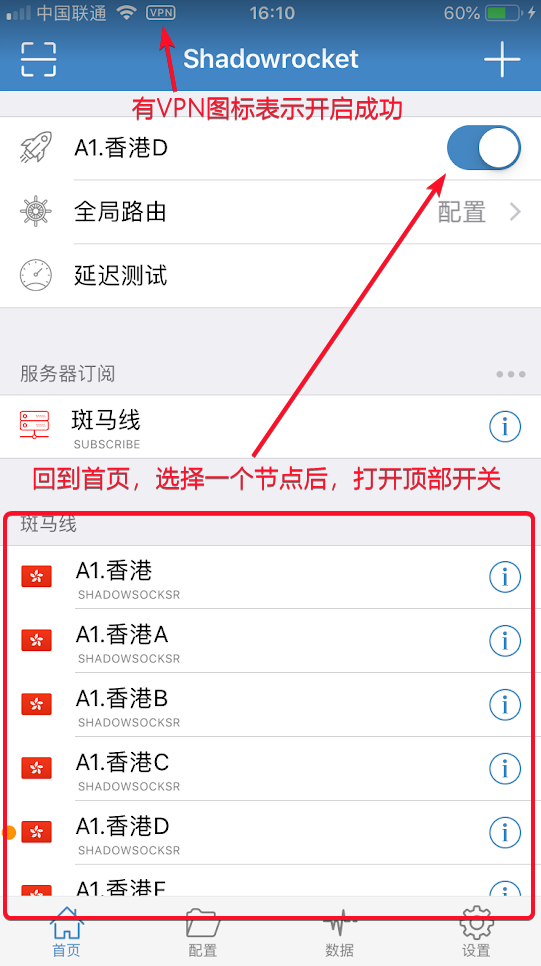 中国联通 VPN 16:10 60%
Shadowrocket
有VPN图标表示开启成功
A1.香港D
全局路由 配置
延迟测试
服务器订阅
斑马线
SUBSCRIBE
回到首页，选择一个节点后，打开顶部开关
斑马线
A1.香港
SHADOWSOCKSR
A1.香港A
SHADOWSOCKSR
A1.香港B
SHADOWSOCKSR
A1.香港C
SHADOWSOCKSR
A1.香港D
SHADOWSOCKSR
A1.香港E
首页 配置 数据 设置